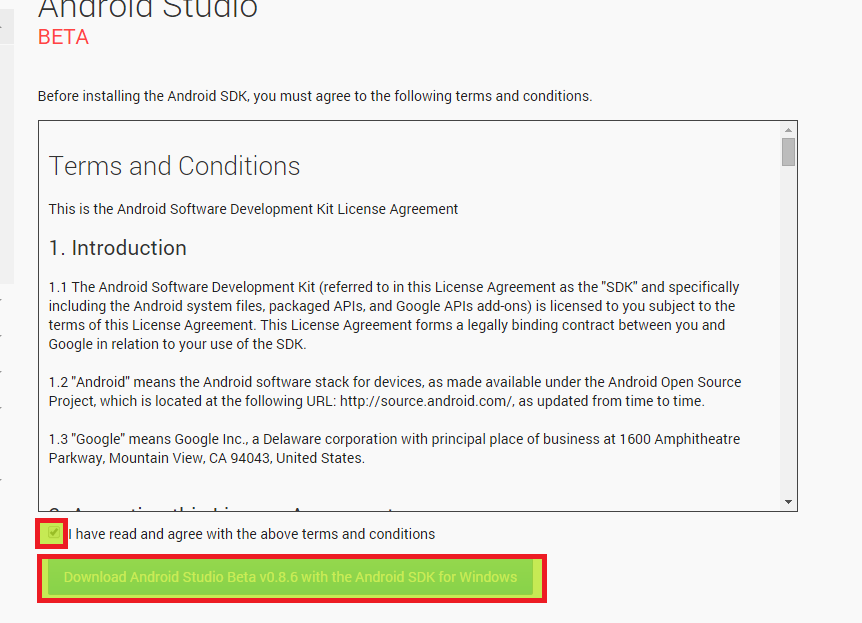 Android Studio
BETA
Before installing the Android SDK, you must agree to the following terms and conditions.
Terms and Conditions
This is the Android Software Development Kit License Agreement
1. Introduction
1.1 The Android Software Development Kit (referred to in this License Agreement as the "SDK" and specifically
including the Android system files, packaged APIs, and Google APIs add-ons) is licensed to you subject to the
terms of this License Agreement. This License Agreement forms a legally binding contract between you and
Google in relation to your use of the SDK.
1.2 "Android" means the Android software stack for devices, as made available under the Android Open Source
Project, which is located at the following URL: http://source.android.com/, as updated from time to time.
1.3 "Google" means Google Inc., a Delaware corporation with principal place of business at 1600 Amphitheatre
Parkway, Mountain View, CA 94043, United States.
I have read and agree with the above terms and conditions
Download Android Studio Beta v0.8.6 with the Android SDK for Windows